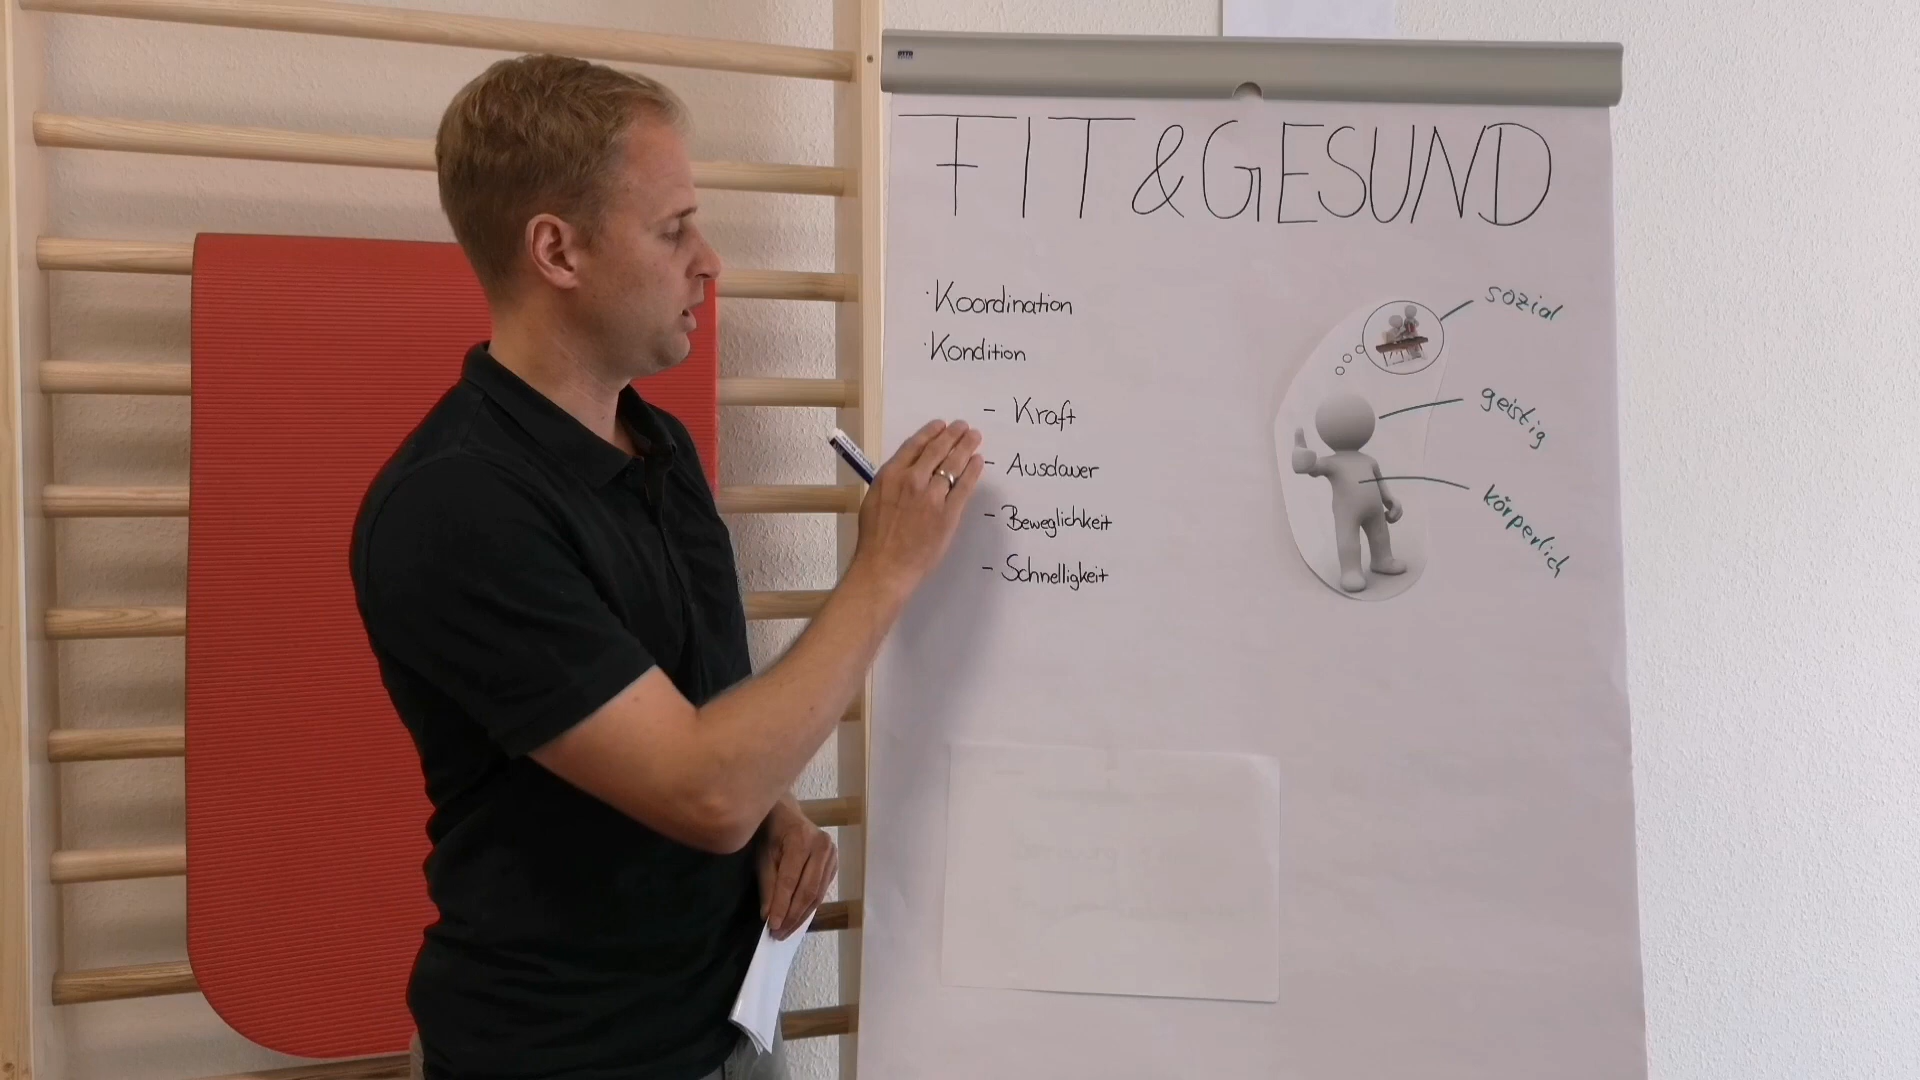 FIT & GESUND
· Koordination
· Kondition
- Kraft
- Ausdauer
- Beweglichkeit
- Schnelligkeit
sozial
geistig
körperlich